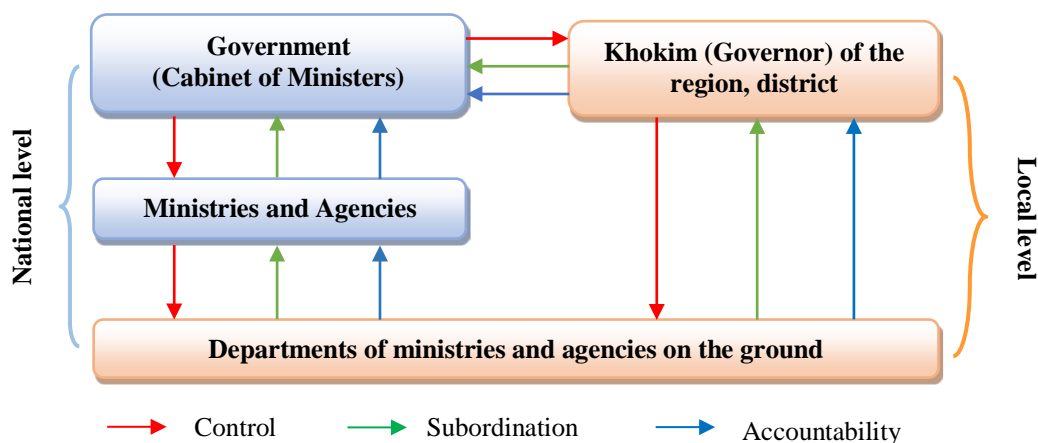 Government
(Cabinet of Ministers)
Khokim (Governor) of the
region, district
National level
Ministries and Agencies
Local level
Departments of ministries and agencies on the ground
Control
Subordination
Accountability